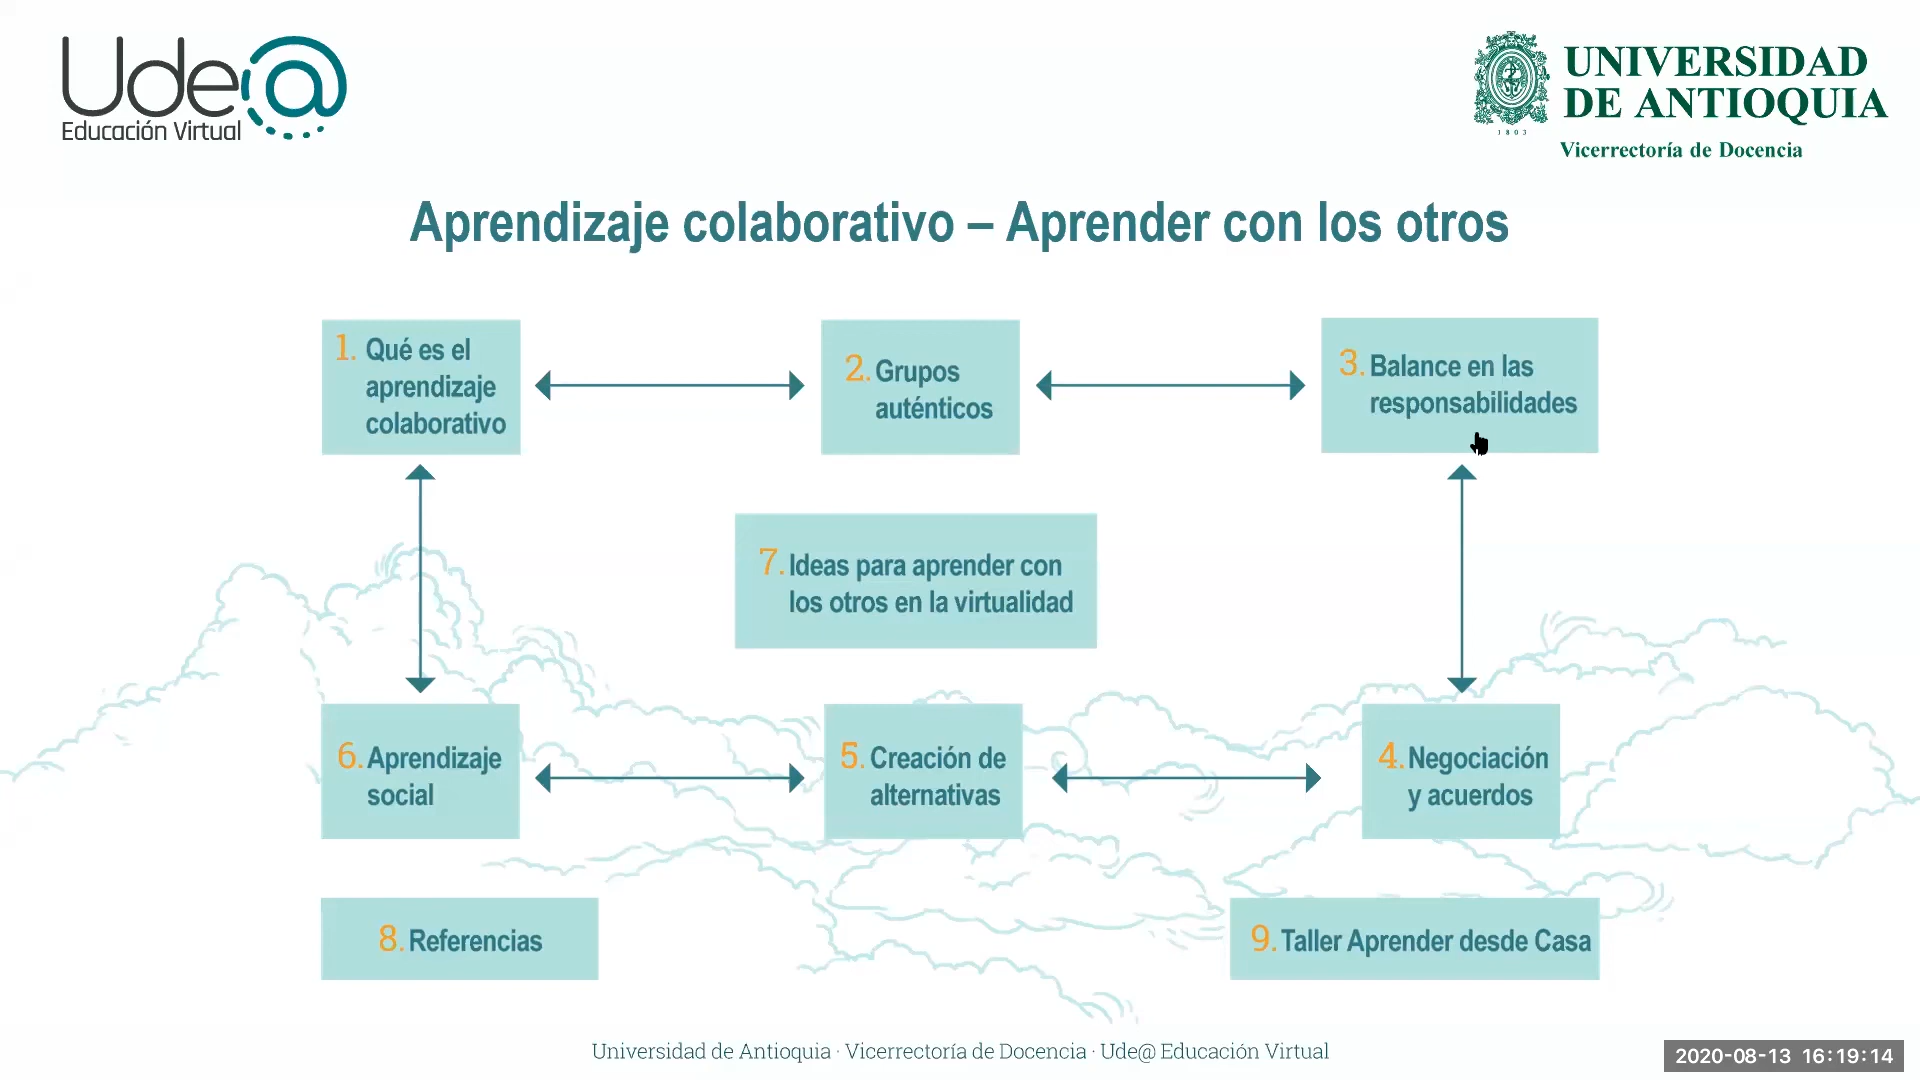 Ude@
Educación Virtual
UNIVERSIDAD
DE ANTIOQUIA
1803
Vicerrectoría de Docencia
Aprendizaje colaborativo – Aprender con los otros
1. Qué es el
aprendizaje
colaborativo
2. Grupos
auténticos
3. Balance en las
responsabilidades
7. Ideas para aprender con
los otros en la virtualidad
6. Aprendizaje
social
5. Creación de
alternativas
4. Negociación
y acuerdos
8. Referencias
9. Taller Aprender desde Casa
Universidad de Antioquia · Vicerrectoría de Docencia · Ude@ Educación Virtual
2020-08-13 16:19:14